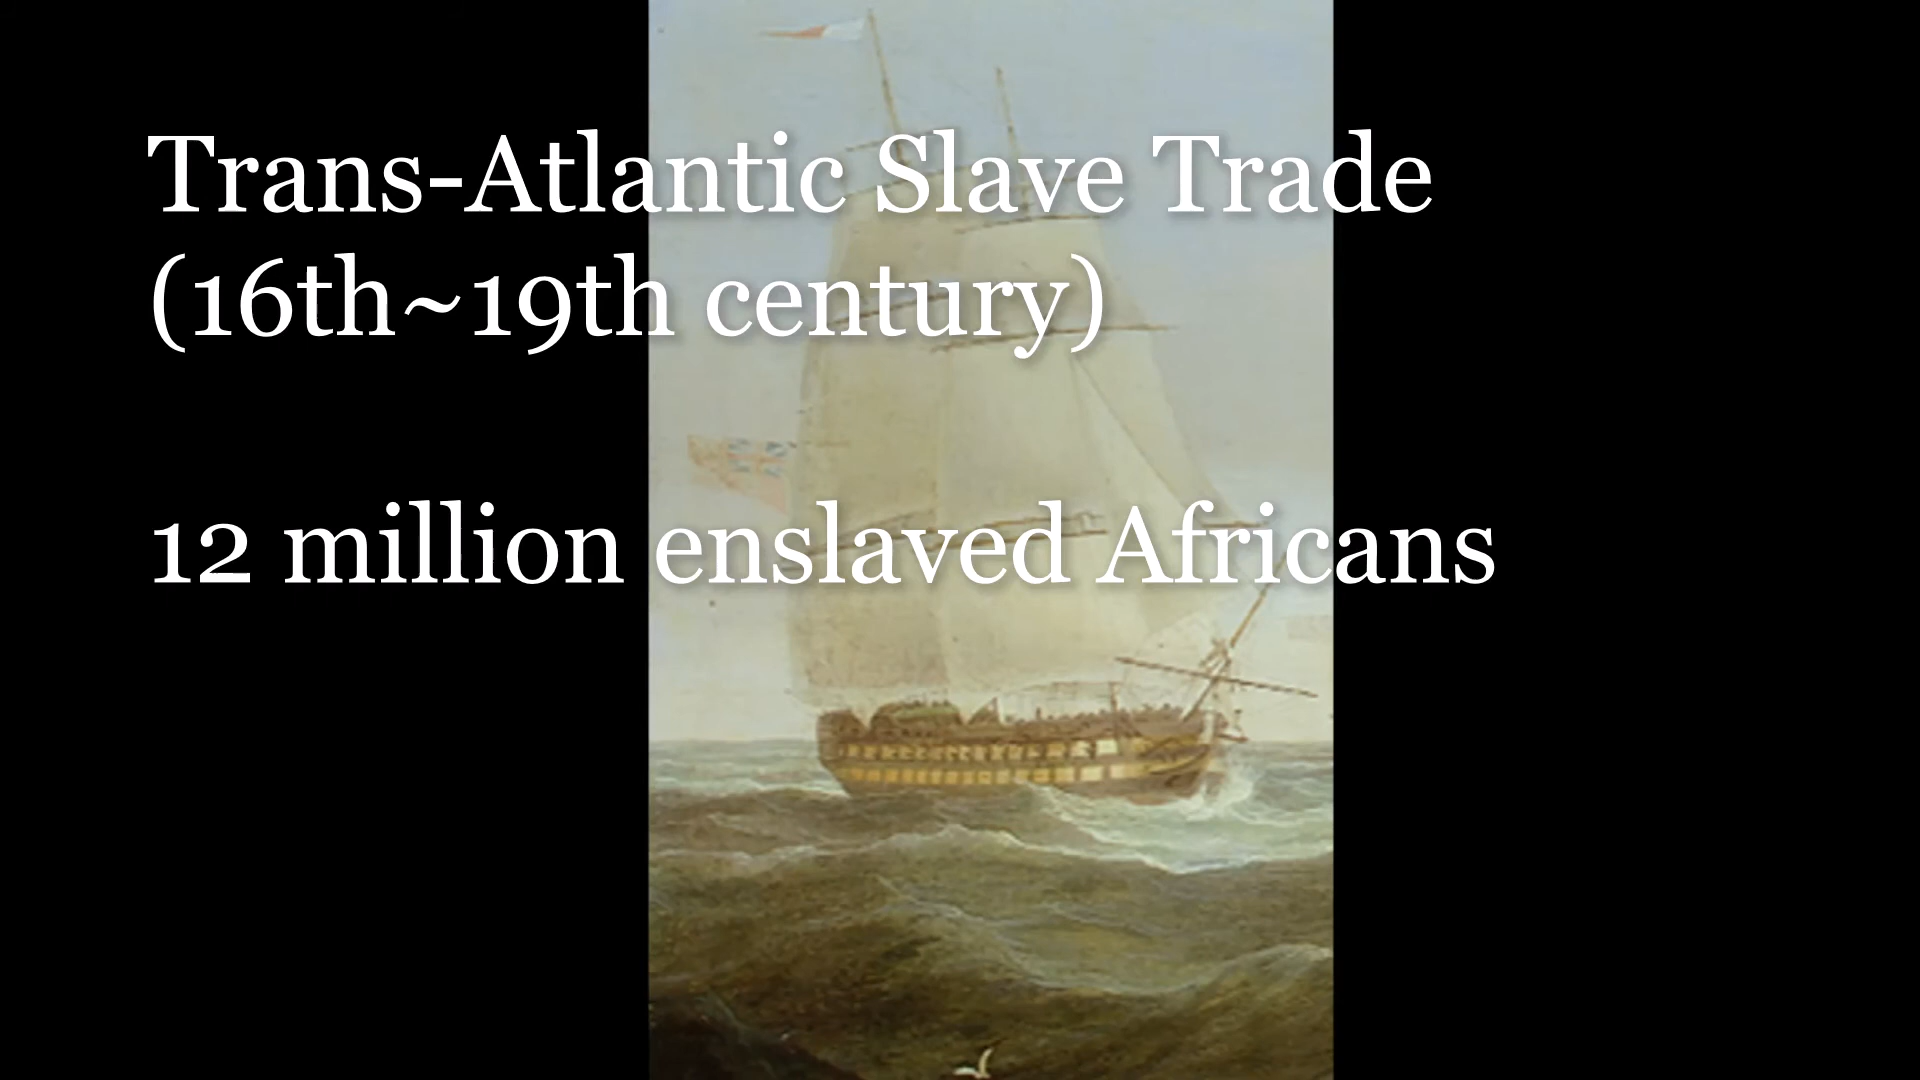 Trans-Atlantic Slave Trade
(16th~19th century)
12 million enslaved Africans